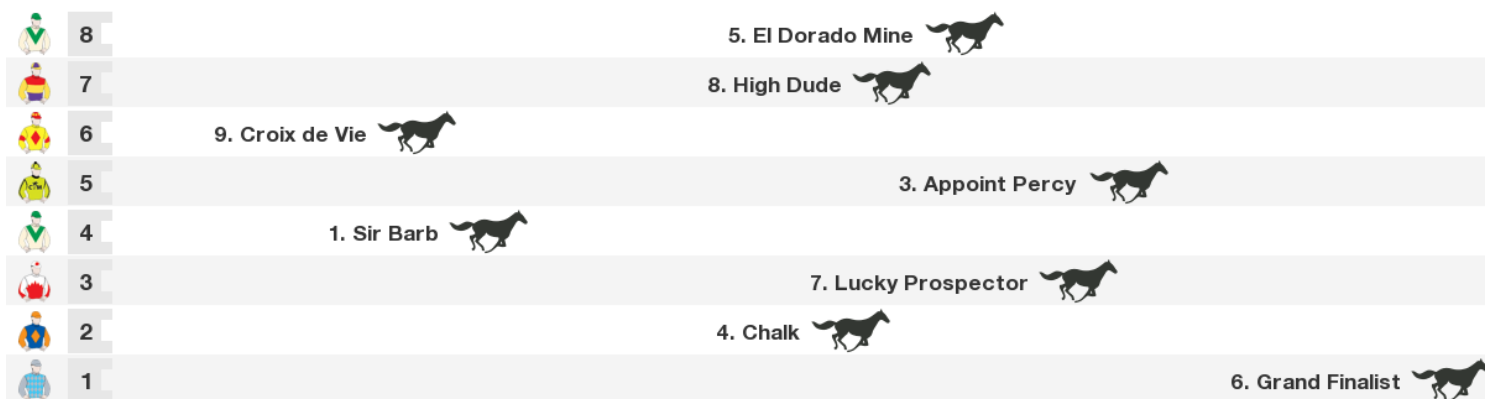 8 5. El Dorado Mine
7 8. High Dude
6 9. Croix de Vie
5 3. Appoint Percy
4 1. Sir Barb
3 7. Lucky Prospector
2 4. Chalk
1 6. Grand Finalist